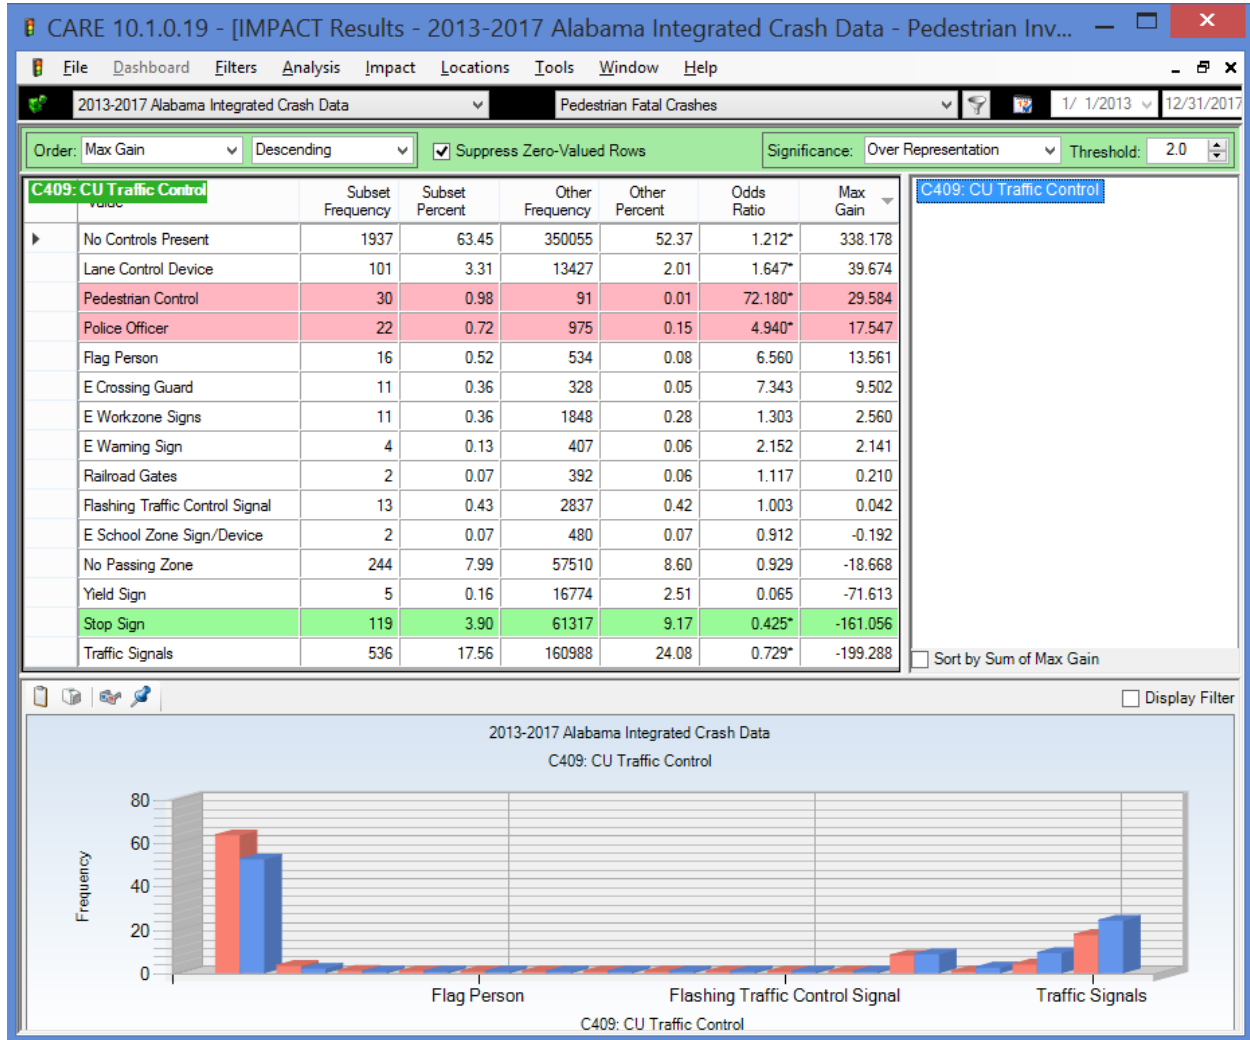 CARE 10.1.0.19 - [IMPACT Results - 2013-2017 Alabama Integrated Crash Data - Pedestrian Inv...
File Dashboard Filters Analysis Impact Locations Tools Window Help
2013-2017 Alabama Integrated Crash Data Pedestrian Fatal Crashes 12 1/ 1/2013 12/31/2017
Order: Max Gain Descending Suppress Zero-Valued Rows Significance: Over Representation Threshold: 2.0
C409: CU Traffic Control Subset Frequency Subset Percent Other Frequency Other Percent Odds Ratio Max Gain C409: CU Traffic Control
No Controls Present 1937 63.45 350055 52.37 1.212* 338.178
Lane Control Device 101 3.31 13427 2.01 1.647* 39.674
Pedestrian Control 30 0.98 91 0.01 72.180* 29.584
Police Officer 22 0.72 975 0.15 4.940* 17.547
Flag Person 16 0.52 534 0.08 6.560 13.561
E Crossing Guard 11 0.36 328 0.05 7.343 9.502
E Workzone Signs 11 0.36 1848 0.28 1.303 2.560
E Warning Sign 4 0.13 407 0.06 2.152 2.141
Railroad Gates 2 0.07 392 0.06 1.117 0.210
Flashing Traffic Control Signal 13 0.43 2837 0.42 1.003 0.042
E School Zone Sign/Device 2 0.07 480 0.07 0.912 -0.192
No Passing Zone 244 7.99 57510 8.60 0.929 -18.668
Yield Sign 5 0.16 16774 2.51 0.065 -71.613
Stop Sign 119 3.90 61317 9.17 0.425* -161.056
Traffic Signals 536 17.56 160988 24.08 0.729* -199.288
Sort by Sum of Max Gain
Display Filter
2013-2017 Alabama Integrated Crash Data
C409: CU Traffic Control
80
60
40
20
0
Frequency
Flag Person Flashing Traffic Control Signal Traffic Signals
C409: CU Traffic Control